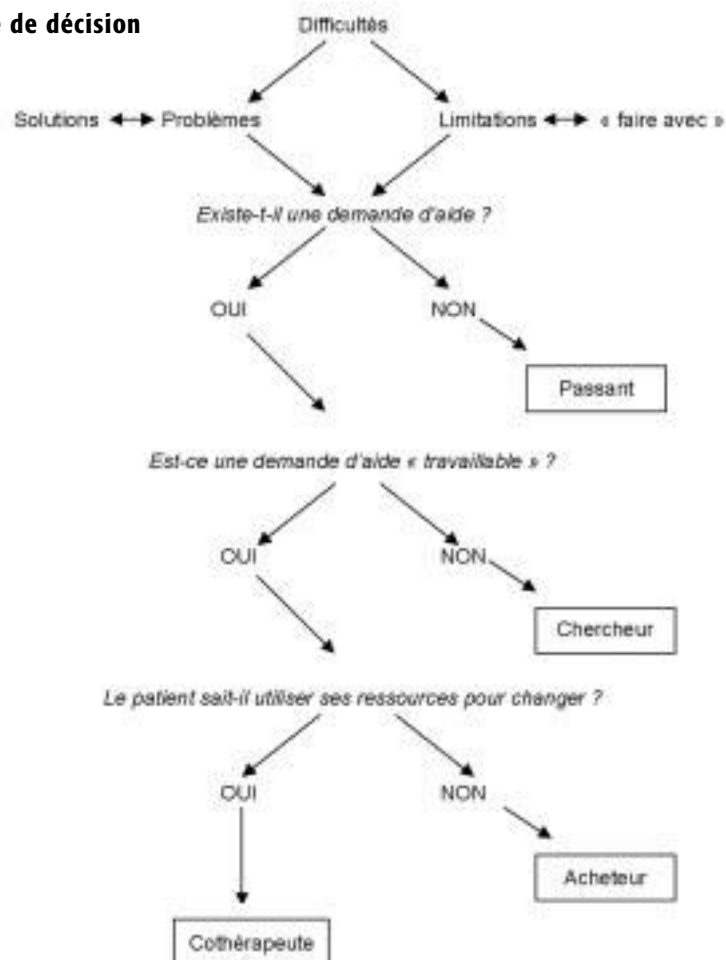 de décision
Difficultés
Solutions Problèmes Limitations « faire avec »
Existe-t-il une demande d'aide ?
OUI NON
Passant
Est-ce une demande d'aide « travaillable » ?
OUI NON
Chercheur
Le patient sait-il utiliser ses ressources pour changer ?
OUI NON
Acheteur
Cothérapeute